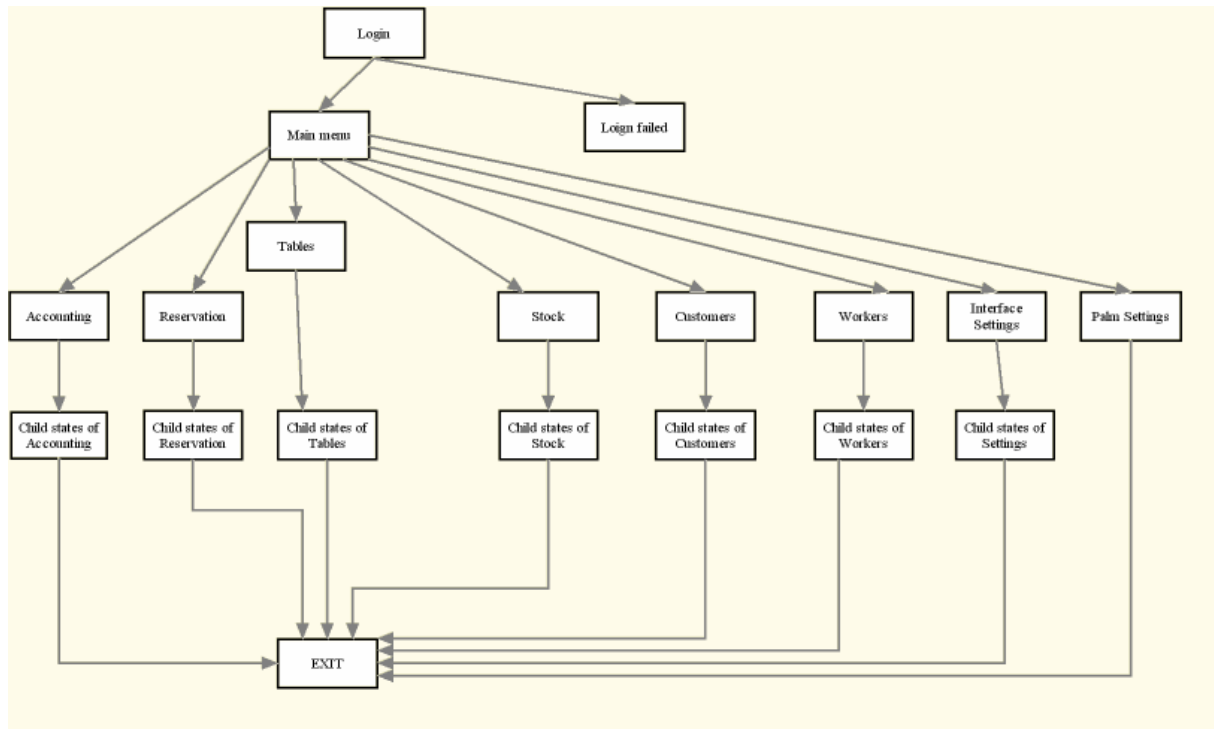 Login
Main menu
Loign failed
Tables
Accounting
Reservation
Stock
Customers
Workers
Interface
Settings
Palm Settings
Child states of
Accounting
Child states of
Reservation
Child states of
Tables
Child states of
Stock
Child states of
Customers
Child states of
Workers
Child states of
Settings
EXIT